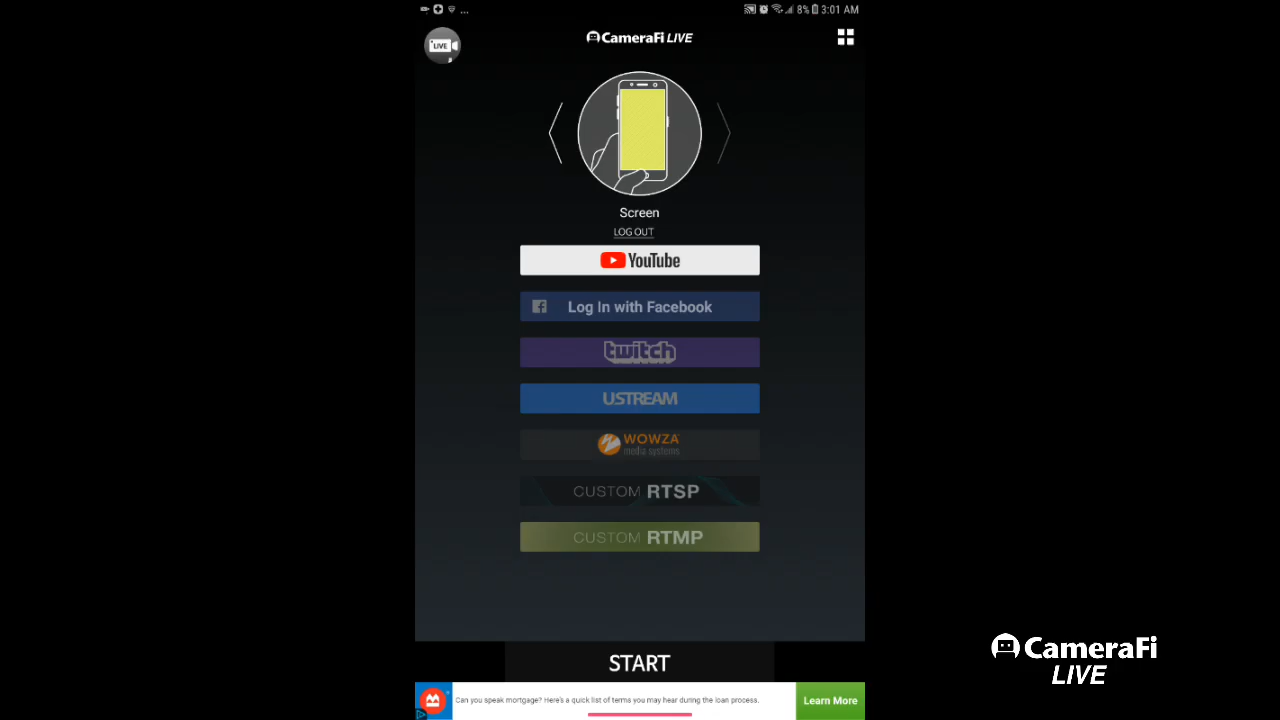 ... 8% 3:01 AM
LIVE CameraFi LIVE
Screen
LOG OUT
YouTube
Log In with Facebook
twitch
USTREAM
WOWZA
media systems
CUSTOM RTSP
CUSTOM RTMP
CameraFi
LIVE
START
Can you speak mortgage? Here's a quick list of terms you may hear during the loan process. Learn More